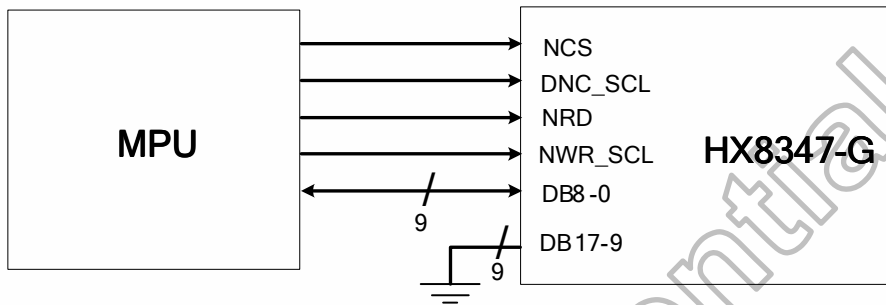 NCS
DNC_SCL
NRD
MPU
NWR_SCL
HX8347-G
DB8-0
9
DB17-9
9